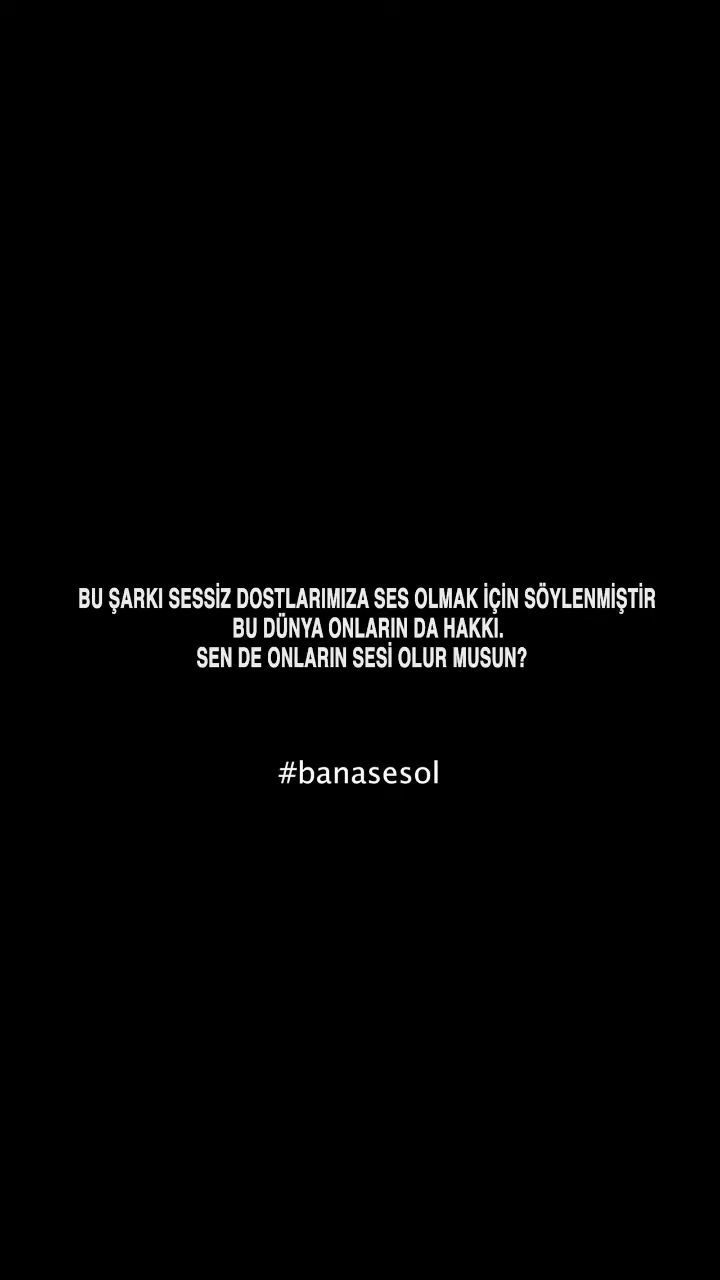 BU ŞARKI SESSİZ DOSTLARIMIZA SES OLMAK İÇİN SÖYLENMİŞTİR
BU DÜNYA ONLARIN DA HAKKI.
SEN DE ONLARIN SESİ OLUR MUSUN?
#banasesol